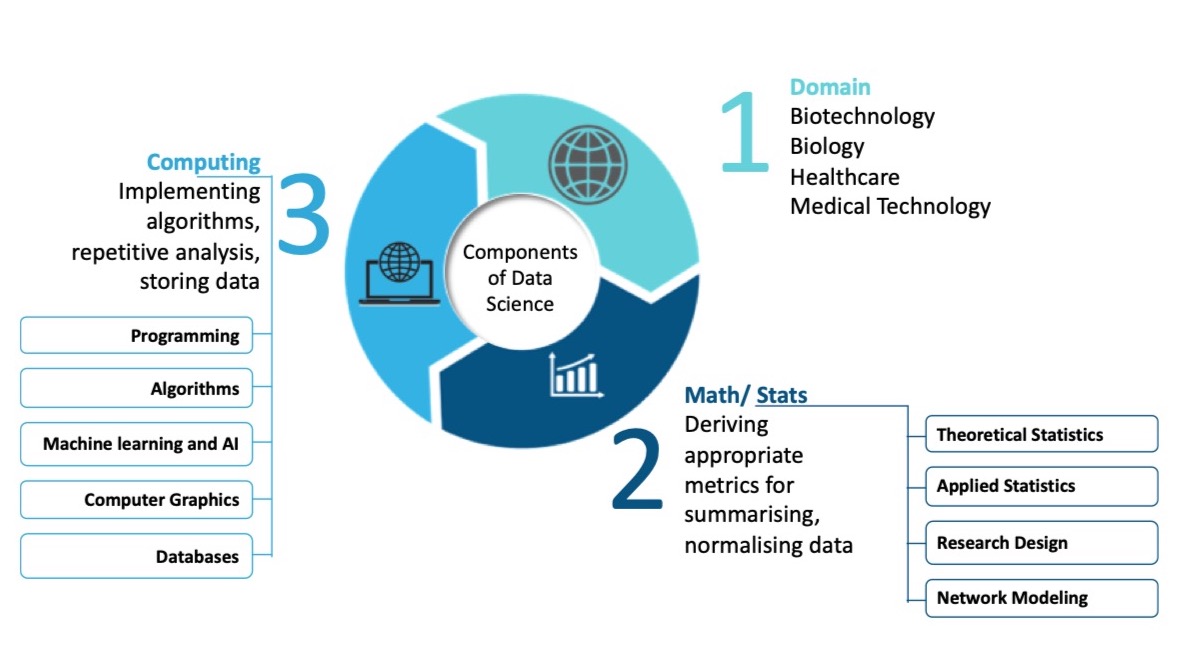 Components
of Data
Science
1
Domain
Biotechnology
Biology
Healthcare
Medical Technology
2
Math/ Stats
Deriving
appropriate
metrics for
summarising,
normalising data
Theoretical Statistics
Applied Statistics
Research Design
Network Modeling
3
Computing
Implementing
algorithms,
repetitive analysis,
storing data
Programming
Algorithms
Machine learning and AI
Computer Graphics
Databases